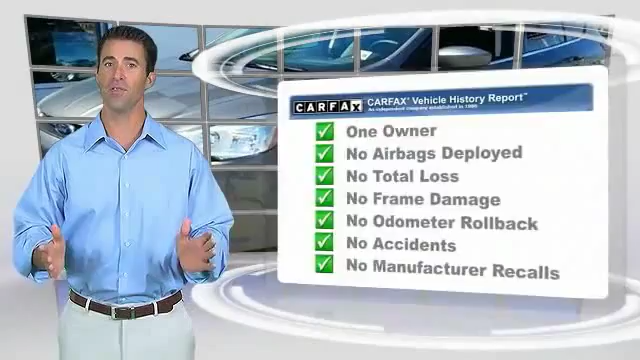 CARFAX CARFAX® Vehicle History Report™
An Independent Company established in 1986
One Owner
No Airbags Deployed
No Total Loss
No Frame Damage
No Odometer Rollback
No Accidents
No Manufacturer Recalls